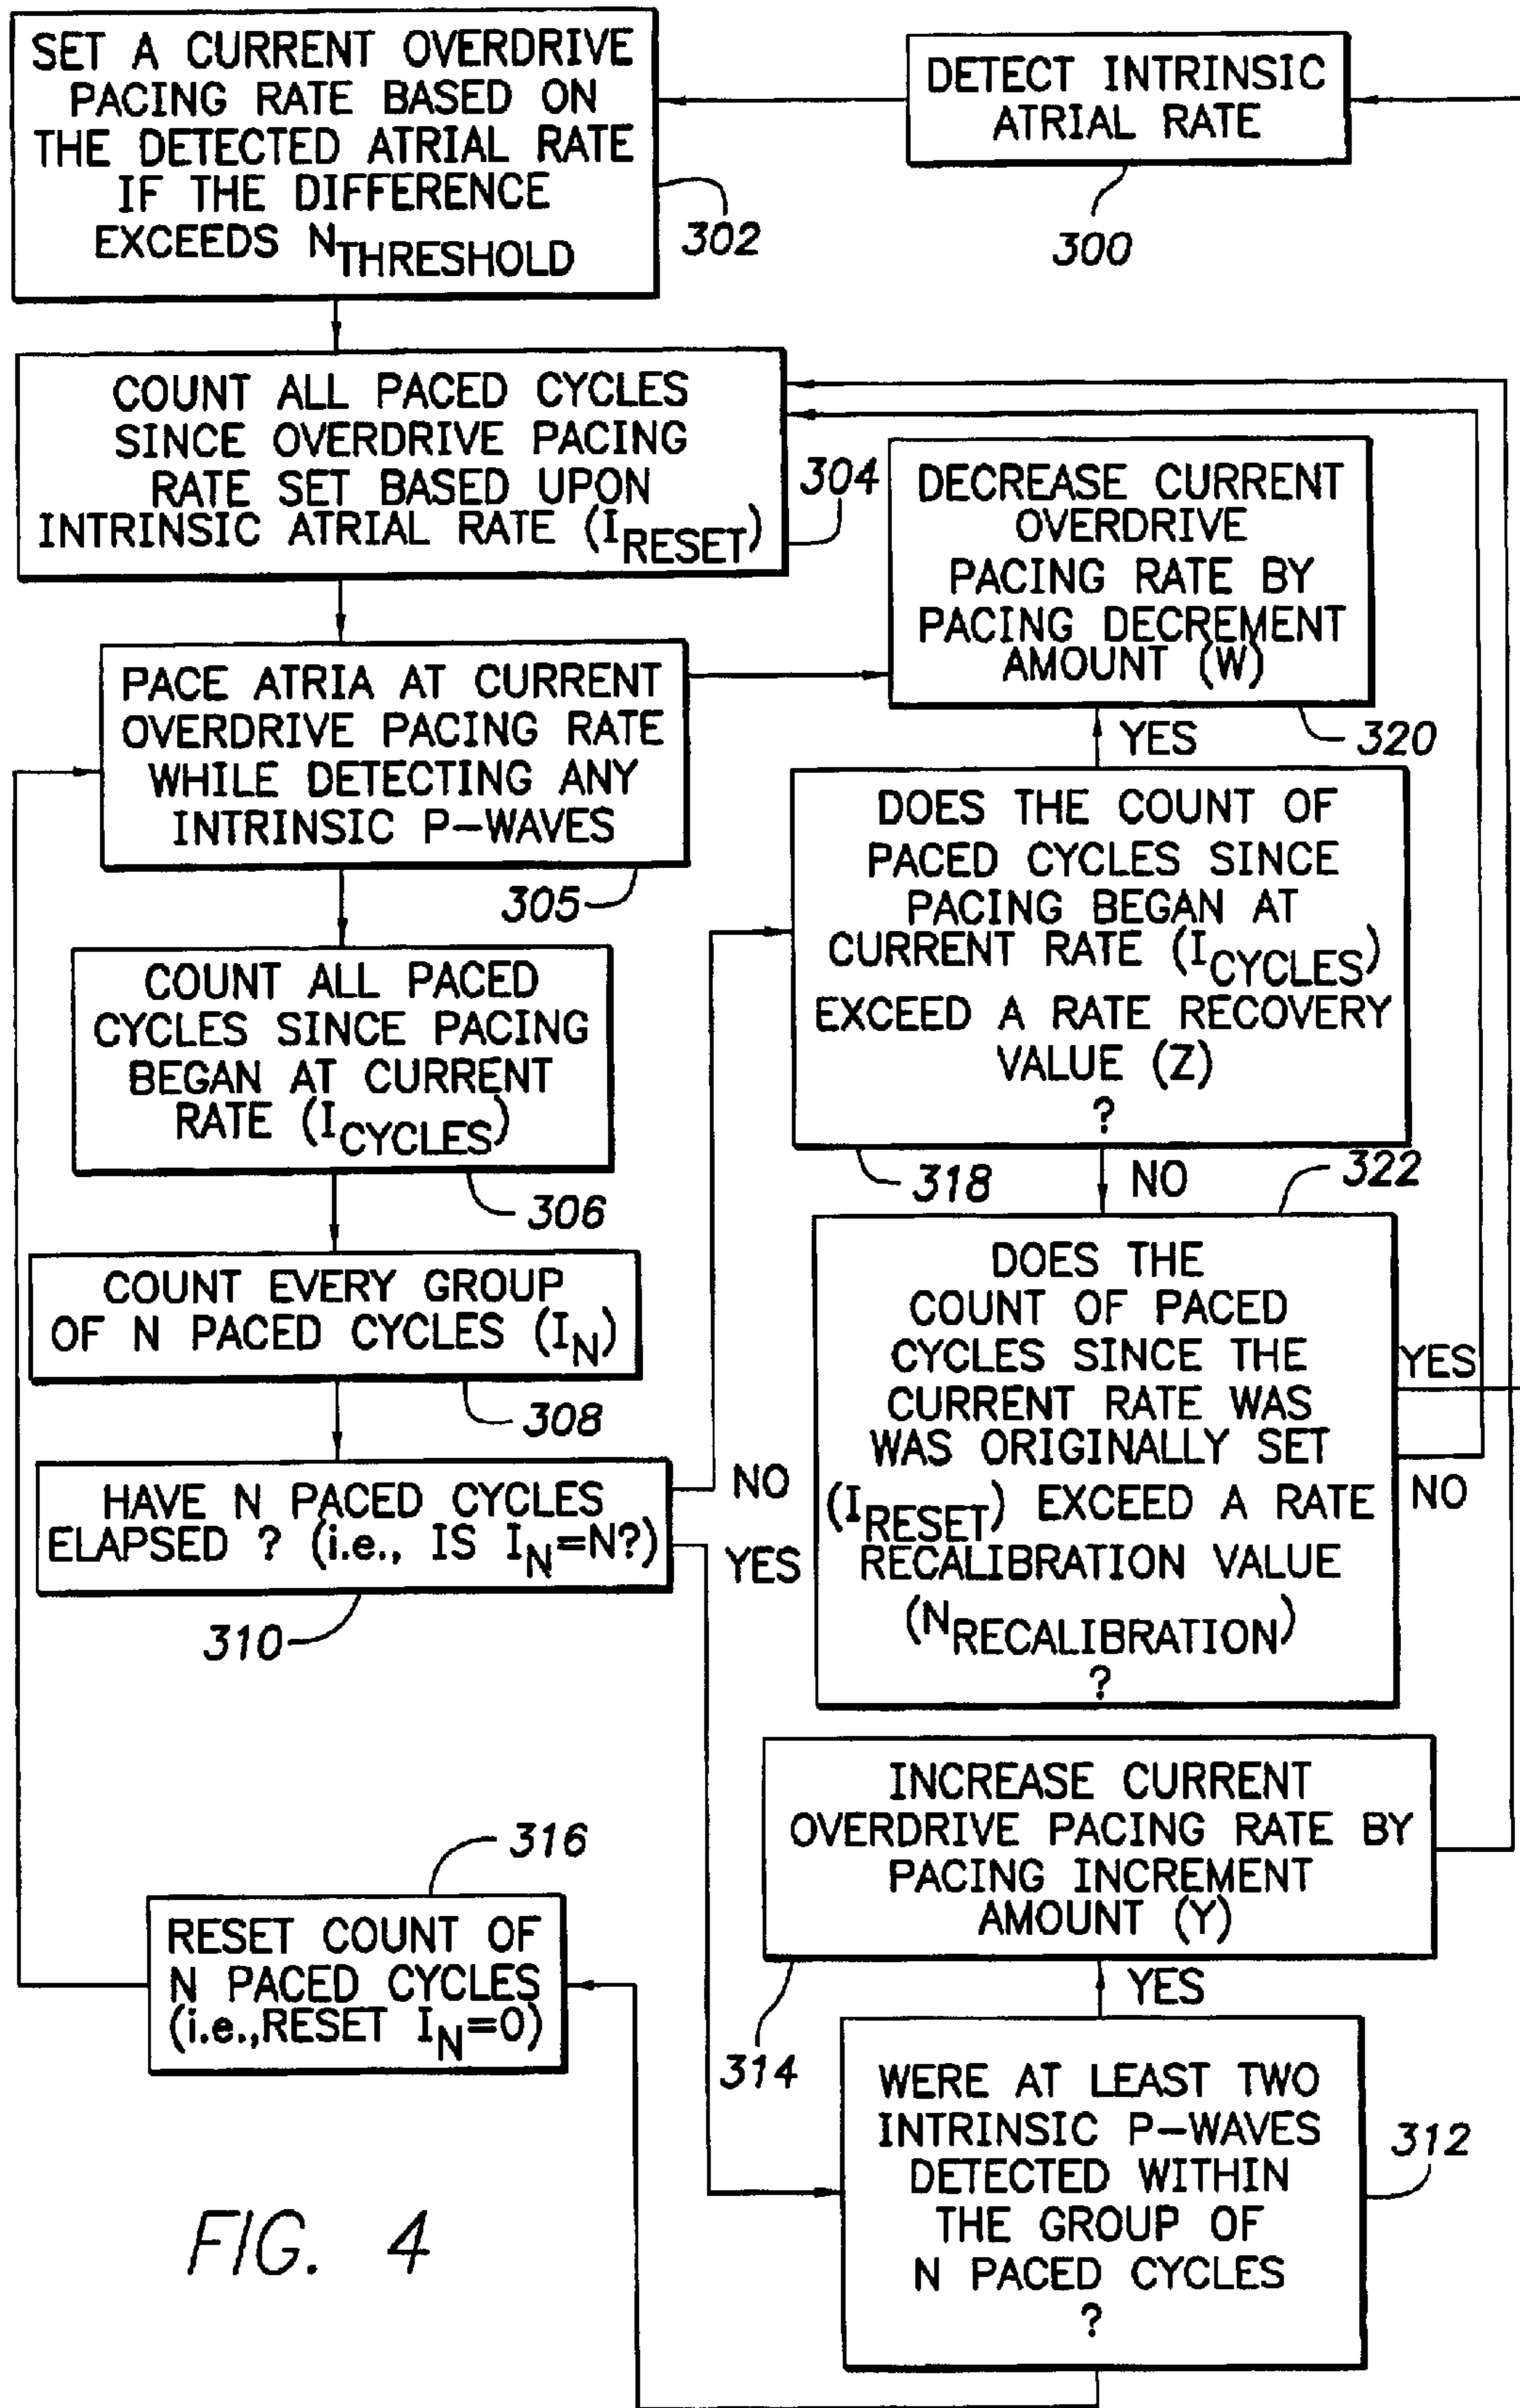 SET A CURRENT OVERDRIVE
PACING RATE BASED ON
THE DETECTED ATRIAL RATE
IF THE DIFFERENCE
EXCEEDS NTHRESHOLD
302
DETECT INTRINSIC
ATRIAL RATE
300
COUNT ALL PACED CYCLES
SINCE OVERDRIVE PACING
RATE SET BASED UPON
INTRINSIC ATRIAL RATE (IRESET)
304
DECREASE CURRENT
OVERDRIVE
PACING RATE BY
PACING DECREMENT
AMOUNT (W)
320
PACE ATRIA AT CURRENT
OVERDRIVE PACING RATE
WHILE DETECTING ANY
INTRINSIC P-WAVES
305
YES
DOES THE COUNT OF
PACED CYCLES SINCE
PACING BEGAN AT
CURRENT RATE (ICYCLES)
EXCEED A RATE RECOVERY
VALUE (Z)
?
318
NO
322
COUNT ALL PACED
CYCLES SINCE PACING
BEGAN AT CURRENT
RATE (ICYCLES)
306
COUNT EVERY GROUP
OF N PACED CYCLES (IN)
308
DOES THE
COUNT OF PACED
CYCLES SINCE THE
CURRENT RATE WAS
WAS ORIGINALLY SET
(IRESET) EXCEED A RATE
RECALIBRATION VALUE
(NRECALIBRATION)
?
YES
NO
HAVE N PACED CYCLES
ELAPSED ? (i.e., IS IN=N?)
310
NO
YES
INCREASE CURRENT
OVERDRIVE PACING RATE BY
PACING INCREMENT
AMOUNT (Y)
314
316
RESET COUNT OF
N PACED CYCLES
(i.e.,RESET IN=0)
YES
WERE AT LEAST TWO
INTRINSIC P-WAVES
DETECTED WITHIN
THE GROUP OF
N PACED CYCLES
?
312
FIG. 4